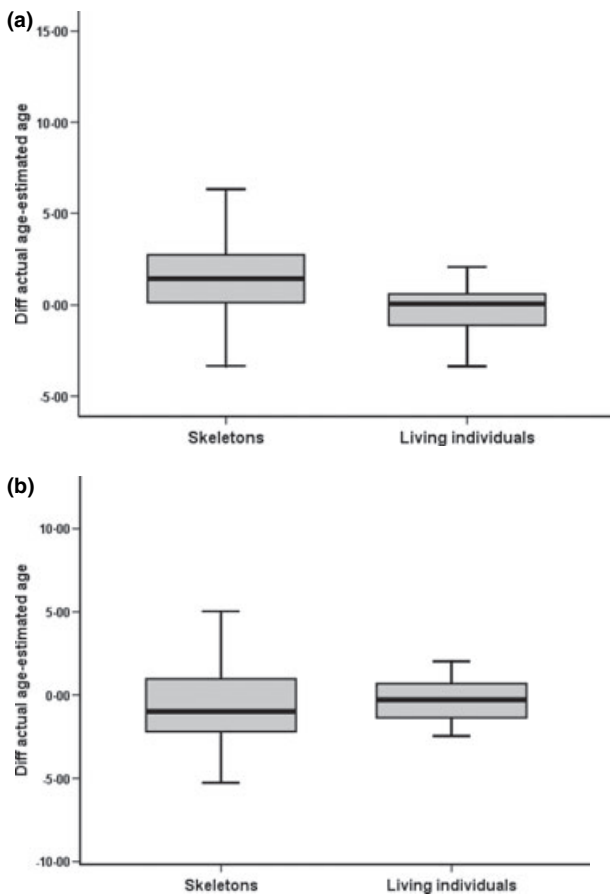 (a)
15·00
10·00
5·00
0·00
-5·00
Diff actual age-estimated age
Skeletons
Living individuals
(b)
10·00
5·00
0·00
-5·00
-10·00
Diff actual age-estimated age
Skeletons
Living individuals